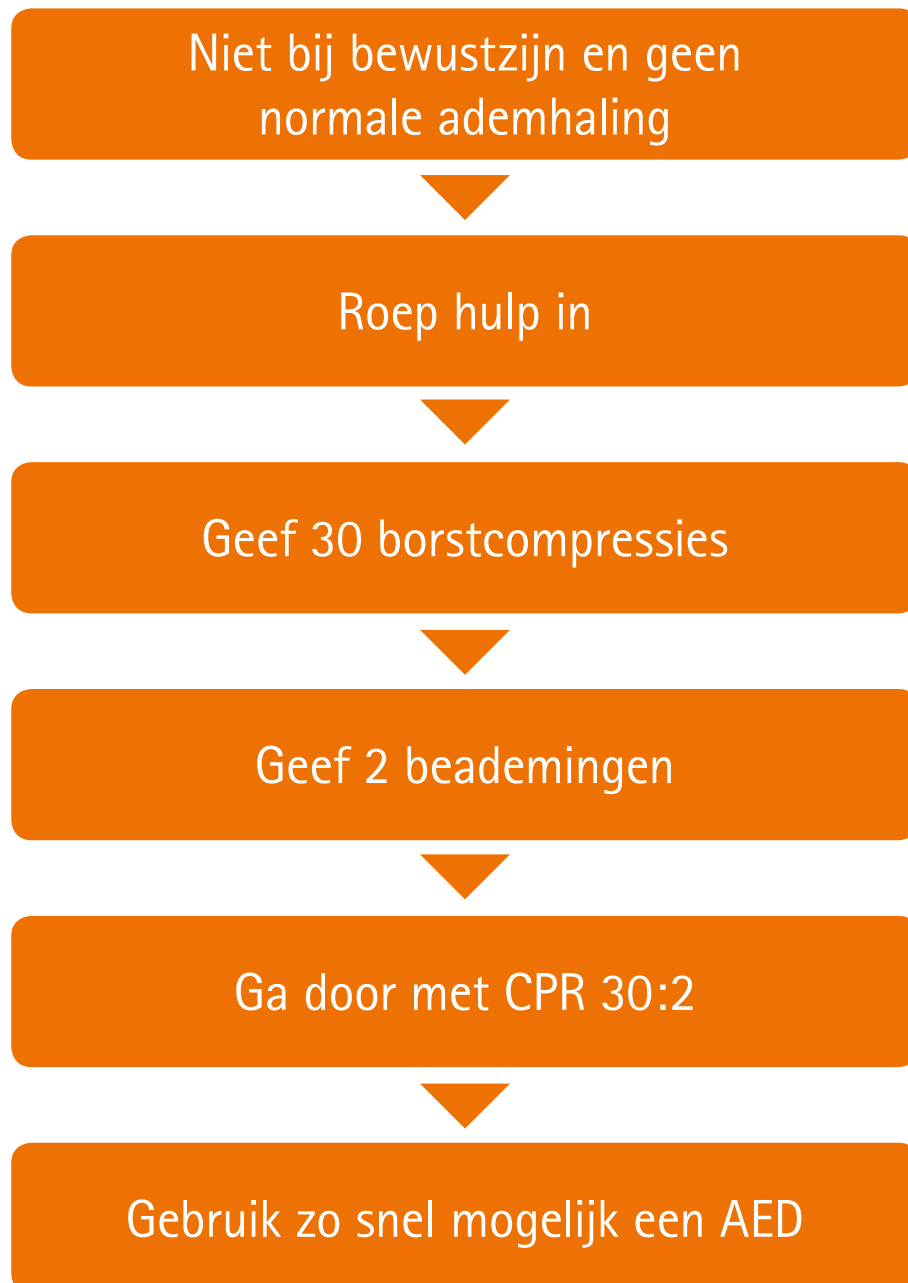 Niet bij bewustzijn en geen
normale ademhaling
Roep hulp in
Geef 30 borstcompressies
Geef 2 beademingen
Ga door met CPR 30:2
Gebruik zo snel mogelijk een AED